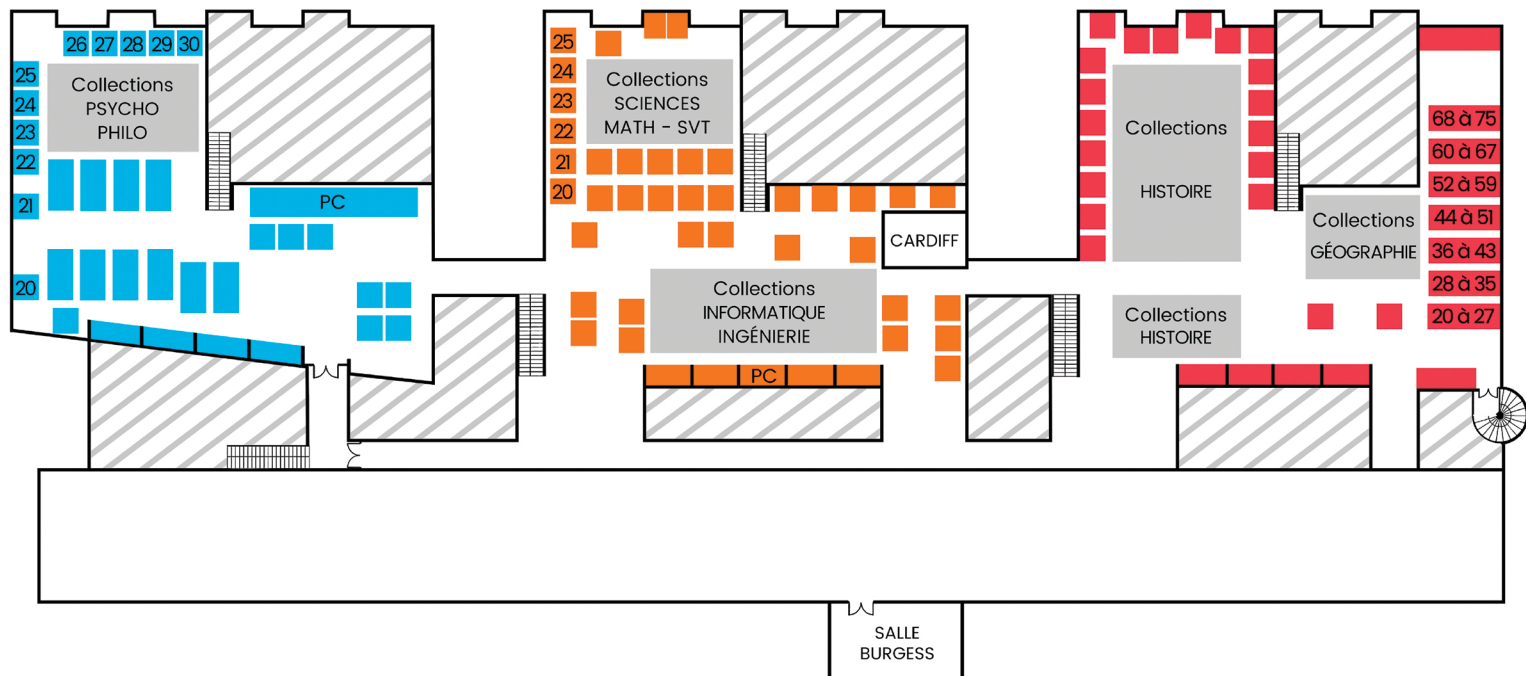 26 27 28 29 30
25
24
23
22
21
20
Collections
PSYCHO
PHILO
PC
25
24
23
22
21
20
Collections
SCIENCES
MATH - SVT
CARDIFF
Collections
INFORMATIQUE
INGÉNIERIE
PC
Collections
HISTOIRE
Collections
GÉOGRAPHIE
Collections
HISTOIRE
68 à 75
60 à 67
52 à 59
44 à 51
36 à 43
28 à 35
20 à 27
SALLE
BURGESS